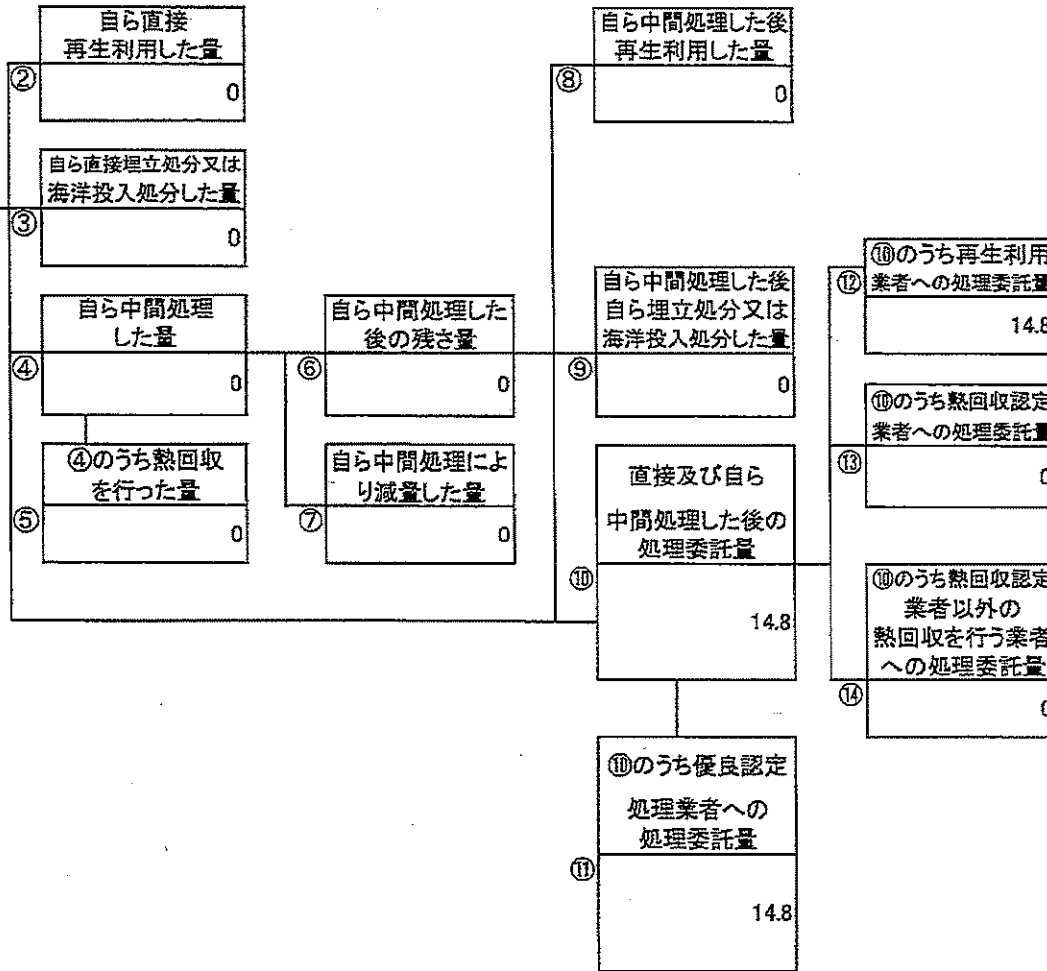 自ら直接
再生利用した量
②
0
自ら直接埋立処分又は
海洋投入処分した量
③
0
自ら中間処理
した量
④
0
④のうち熱回収
を行った量
⑤
0
自ら中間処理した
後の残さ量
⑥
0
自ら中間処理によ
り減量した量
⑦
0
自ら中間処理した後
再生利用した量
⑧
0
自ら中間処理した後
自ら埋立処分又は
海洋投入処分した量
⑨
0
直接及び自ら
中間処理した後の
処理委託量
⑩
14.8
⑩のうち優良認定
処理業者への
処理委託量
⑪
14.8
⑩のうち再生利用
業者への処理委託量
⑫
14.8
⑩のうち熱回収認定
業者への処理委託量
⑬
0
⑩のうち熱回収認定
業者以外の
熱回収を行う業者
への処理委託量
⑭
0